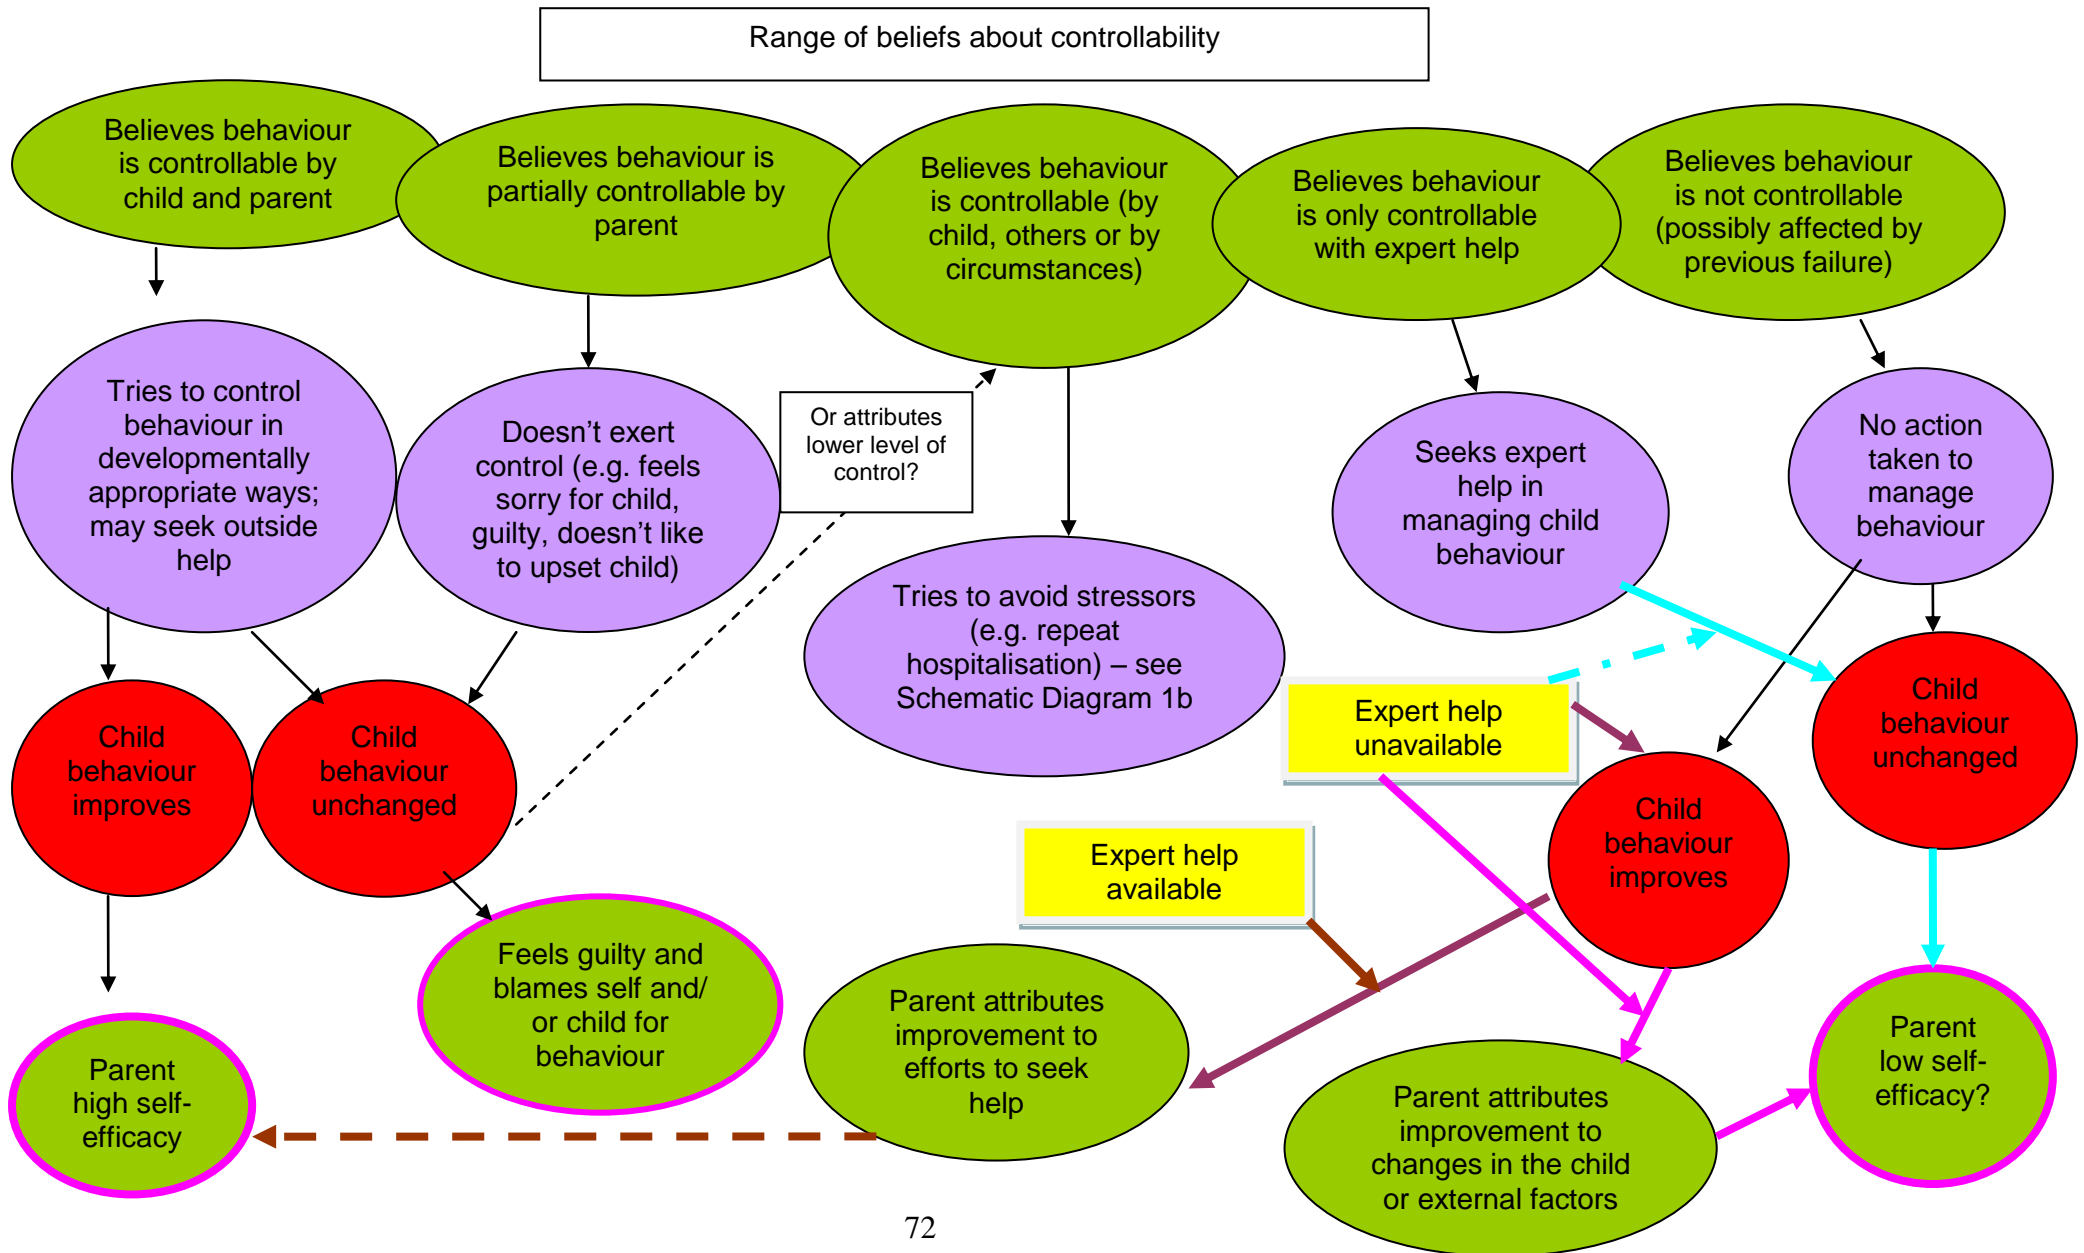 Range of beliefs about controllability
Believes behaviour
is controllable by
child and parent
Believes behaviour is
partially controllable by
parent
Believes behaviour
is controllable (by
child, others or by
circumstances)
Believes behaviour
is only controllable
with expert help
Believes behaviour
is not controllable
(possibly affected by
previous failure)
Tries to control
behaviour in
developmentally
appropriate ways;
may seek outside
help
Doesn’t exert
control (e.g. feels
sorry for child,
guilty, doesn’t like
to upset child)
Or attributes
lower level of
control?
Tries to avoid stressors
(e.g. repeat
hospitalisation) – see
Schematic Diagram 1b
Seeks expert
help in
managing child
behaviour
No action
taken to
manage
behaviour
Child
behaviour
improves
Child
behaviour
unchanged
Expert help
unavailable
Child
behaviour
unchanged
Expert help
available
Child
behaviour
improves
Feels guilty and
blames self and/
or child for
behaviour
Parent
high self-
efficacy
Parent attributes
improvement to
efforts to seek
help
Parent attributes
improvement to
changes in the child
or external factors
Parent
low self-
efficacy?
72